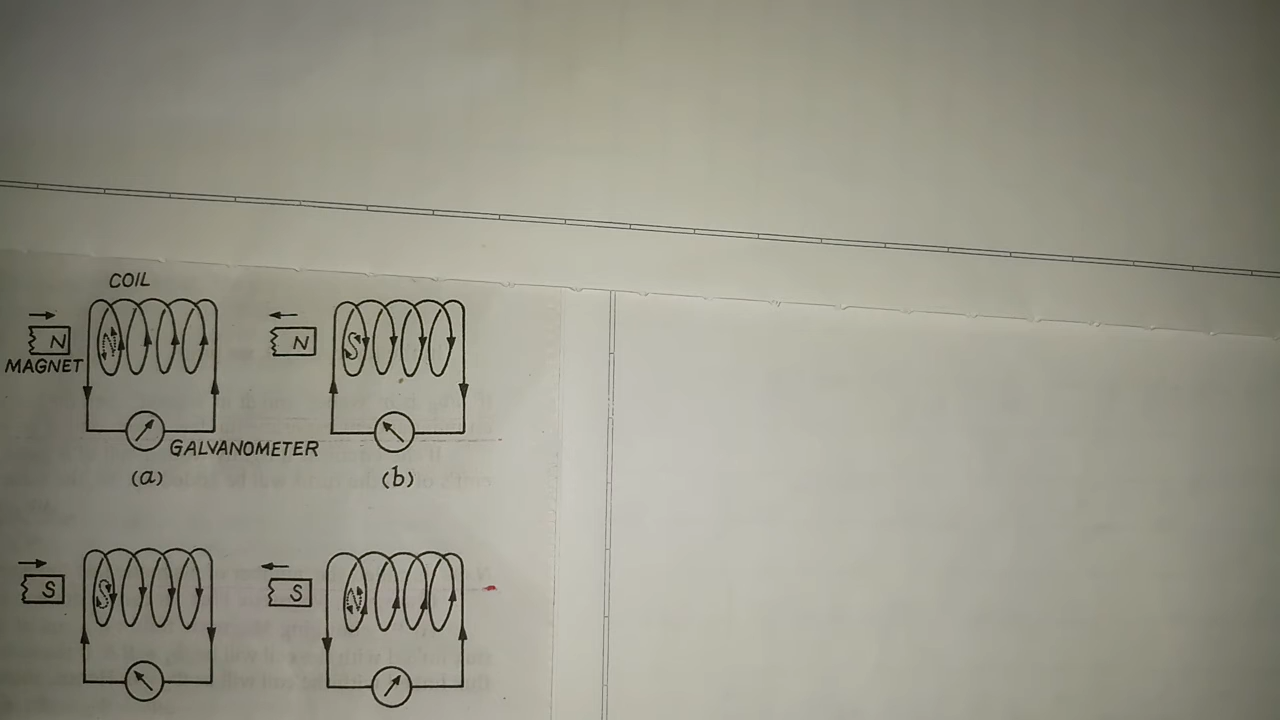 COIL
N N
MAGNET
N S
GALVANOMETER
(a) (b)
S S
S N